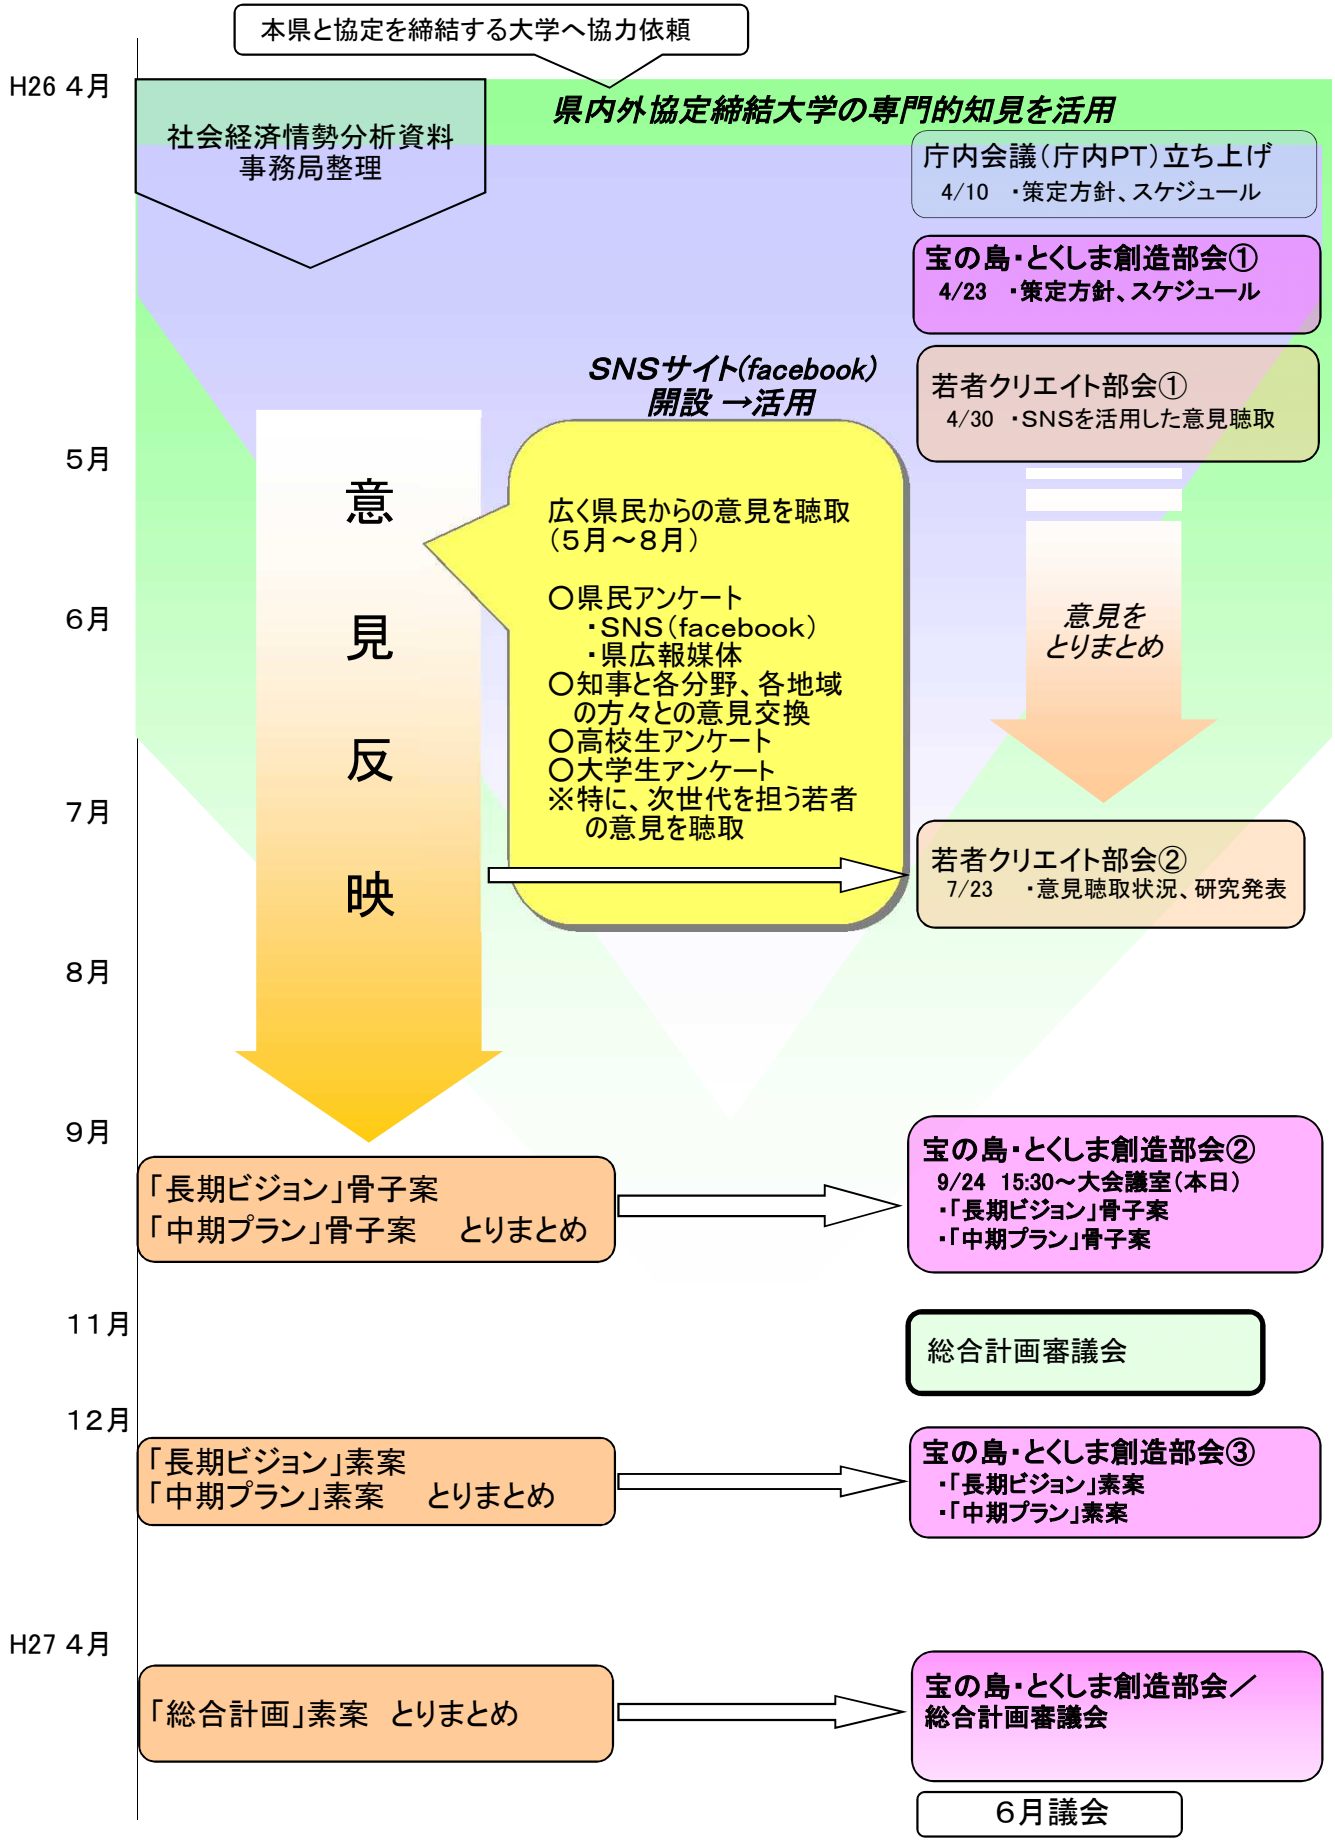 本県と協定を締結する大学へ協力依頼
H26 4月
県内外協定締結大学の専門的知見を活用
社会経済情勢分析資料
事務局整理
庁内会議(庁内PT)立ち上げ
4/10 ・策定方針、スケジュール
宝の島・とくしま創造部会①
4/23 ・策定方針、スケジュール
SNSサイト(facebook)
開設 →活用
若者クリエイト部会①
4/30 ・SNSを活用した意見聴取
5月
意
見
反
映
広く県民からの意見を聴取
(5月～8月)
○県民アンケート
・SNS(facebook)
・県広報媒体
○知事と各分野、各地域
の方々との意見交換
○高校生アンケート
○大学生アンケート
※特に、次世代を担う若者
の意見を聴取
6月
意見を
とりまとめ
7月
若者クリエイト部会②
7/23 ・意見聴取状況、研究発表
8月
9月
「長期ビジョン」骨子案
「中期プラン」骨子案 とりまとめ
宝の島・とくしま創造部会②
9/24 15:30～大会議室(本日)
・「長期ビジョン」骨子案
・「中期プラン」骨子案
11月
総合計画審議会
12月
「長期ビジョン」素案
「中期プラン」素案 とりまとめ
宝の島・とくしま創造部会③
・「長期ビジョン」素案
・「中期プラン」素案
H27 4月
「総合計画」素案 とりまとめ
宝の島・とくしま創造部会／
総合計画審議会
6月議会